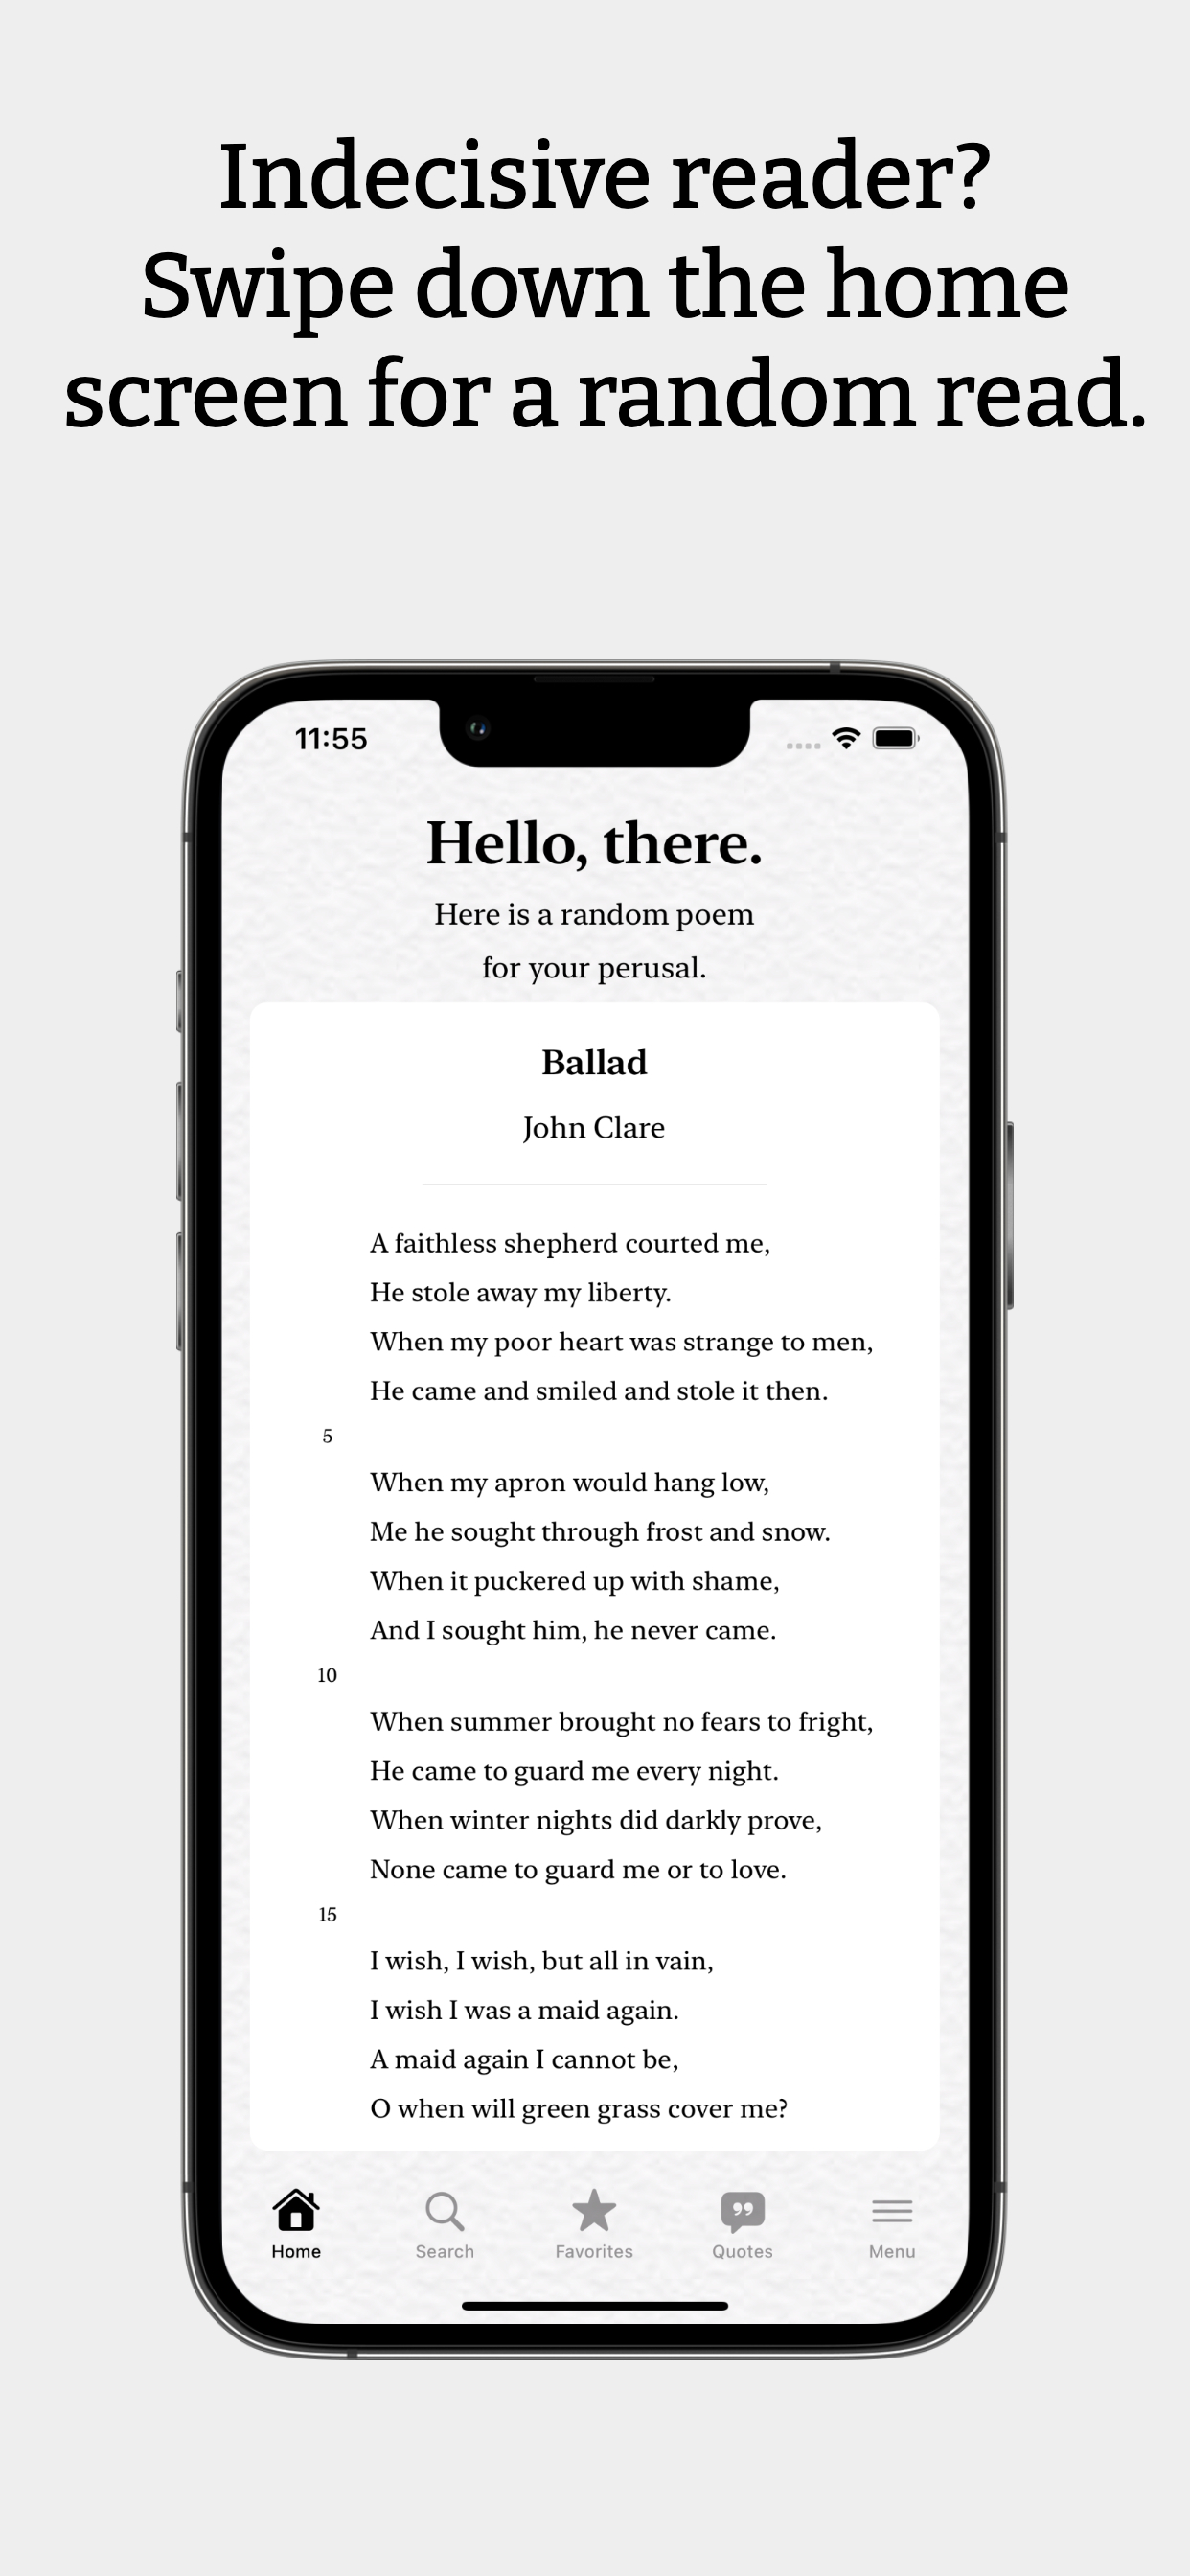 Indecisive reader?
Swipe down the home
screen for a random read.
11:55
Hello, there.
Here is a random poem
for your perusal.
Ballad
John Clare
A faithless shepherd courted me,
He stole away my liberty.
When my poor heart was strange to men,
He came and smiled and stole it then.
5
When my apron would hang low,
Me he sought through frost and snow.
When it puckered up with shame,
And I sought him, he never came.
10
When summer brought no fears to fright,
He came to guard me every night.
When winter nights did darkly prove,
None came to guard me or to love.
15
I wish, I wish, but all in vain,
I wish I was a maid again.
A maid again I cannot be,
O when will green grass cover me?
Home Search Favorites Quotes Menu